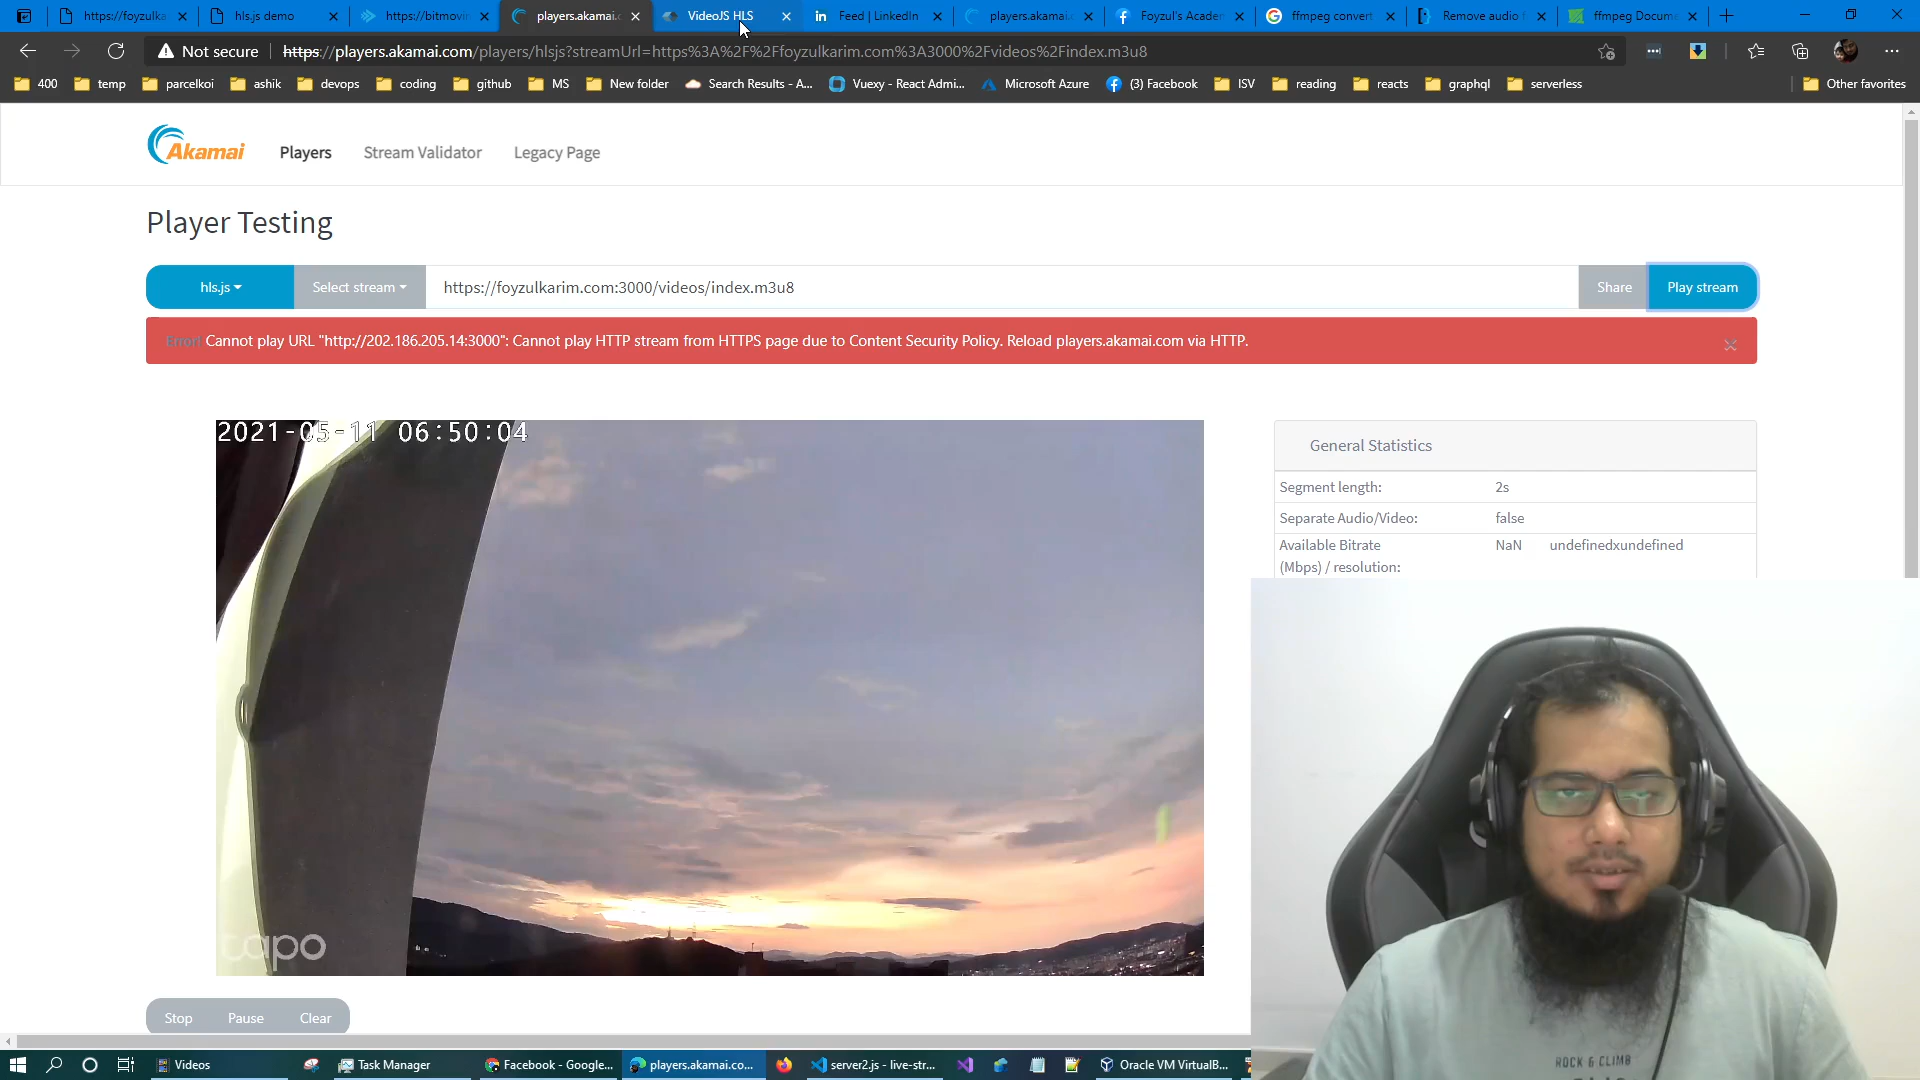 https://foyzulka
hls.js demo
https://bitmovin
players.akamai.c
VideoJS HLS
Feed | LinkedIn
players.akamai.c
Foyzul's Acaden
ffmpeg convert
Remove audio f
ffmpeg Docume
Not secure
https://players.akamai.com/players/hlsjs?streamUrl=https%3A%2F%2Ffoyzulkarim.com%3A3000%2Fvideos%2Findex.m3u8
400
temp
parcelkoi
ashik
devops
coding
github
MS
New folder
Search Results - A...
Vuexy - React Admi...
Microsoft Azure
(3) Facebook
ISV
reading
reacts
graphql
serverless
Other favorites
Akamai
Players
Stream Validator
Legacy Page
Player Testing
hls.js
Select stream
https://foyzulkarim.com:3000/videos/index.m3u8
Share
Play stream
Error! Cannot play URL "http://202.186.205.14:3000": Cannot play HTTP stream from HTTPS page due to Content Security Policy. Reload players.akamai.com via HTTP.
2021-05-11 06:50:04
General Statistics
Segment length: 2s
Separate Audio/Video: false
Available Bitrate NaN undefinedxundefined
(Mbps) / resolution:
tapo
Stop
Pause
Clear
ROCK & CLIMB
Videos
Task Manager
Facebook - Google...
players.akamai.co...
server2.js - live-str...
Oracle VM VirtualB...